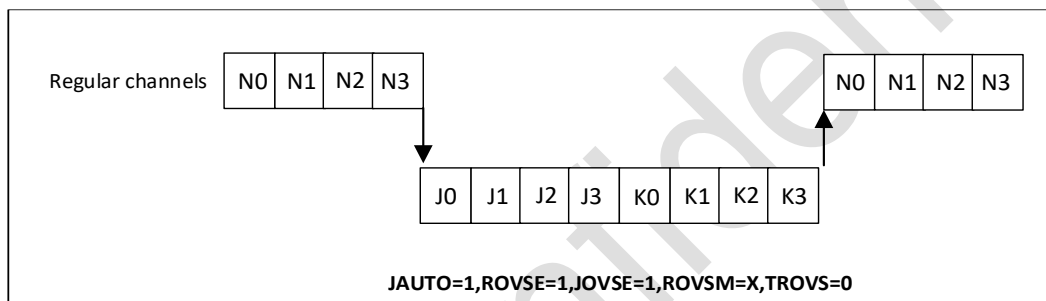 Regular channels N0 N1 N2 N3 N0 N1 N2 N3
J0 J1 J2 J3 K0 K1 K2 K3
JAUTO=1,ROVSE=1,JOVSE=1,ROVSM=X,TROVS=0